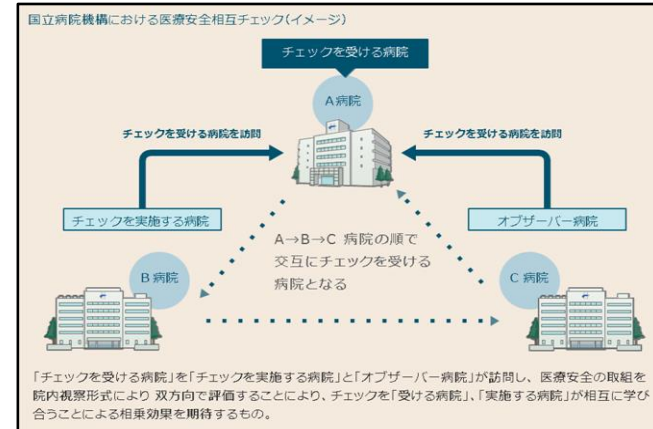 国立病院機構における医療安全相互チェック(イメージ)
チェックを受ける病院
A病院
チェックを受ける病院を訪問
チェックを受ける病院を訪問
チェックを実施する病院
オブザーバー病院
A→B→C 病院の順で
交互にチェックを受ける
病院となる
B 病院
C 病院
「チェックを受ける病院」を「チェックを実施する病院」と「オブザーバー病院」が訪問し、医療安全の取組を
院内視察形式により 双方向で評価することにより、チェックを「受ける病院」、「実施する病院」が相互に学び
合うことによる相乗効果を期待するもの。